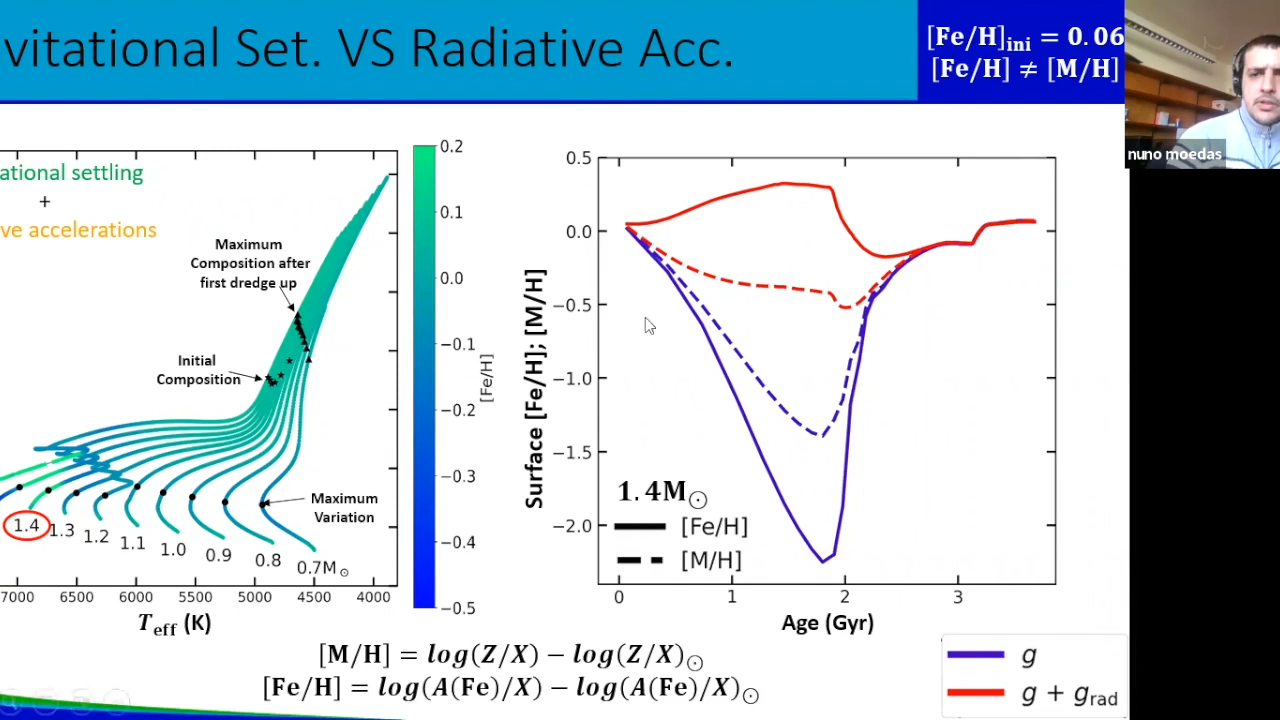 vitational Set. VS Radiative Acc.
[Fe/H]ini = 0.06
[Fe/H] ≠ [M/H]
nuno moedas
ational settling
+
ve accelerations
Maximum
Composition after
first dredge up
Initial
Composition
Maximum
Variation
1.4
1.3
1.2
1.1
1.0
0.9
0.8
0.7M⊙
7000
6500
6000
5500
5000
4500
4000
Teff (K)
0.2
0.1
0.0
−0.1
−0.2
−0.3
−0.4
−0.5
[Fe/H]
Surface [Fe/H]; [M/H]
0.5
0.0
−0.5
−1.0
−1.5
−2.0
1.4M⊙
[Fe/H]
[M/H]
0
1
2
3
Age (Gyr)
[M/H] = log(Z/X) − log(Z/X)⊙
[Fe/H] = log(A(Fe)/X) − log(A(Fe)/X)⊙
g
g + grad